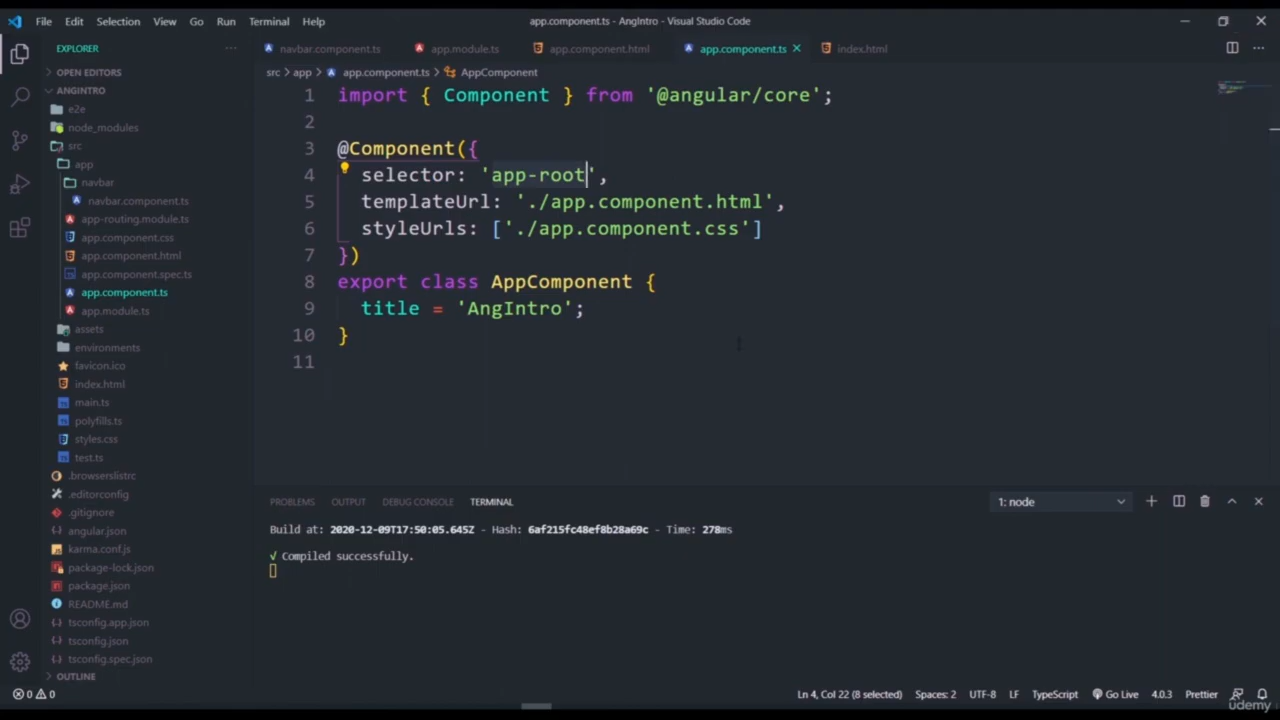 File Edit Selection View Go Run Terminal Help
app.component.ts - AngIntro - Visual Studio Code
EXPLORER
navbar.component.ts app.module.ts app.component.html app.component.ts index.html
OPEN EDITORS
ANGINTRO
e2e
node_modules
src
app
navbar
navbar.component.ts
app-routing.module.ts
app.component.css
app.component.html
app.component.spec.ts
app.component.ts
app.module.ts
assets
environments
favicon.ico
index.html
main.ts
polyfills.ts
styles.css
test.ts
.browserslistrc
.editorconfig
.gitignore
angular.json
karma.conf.js
package-lock.json
package.json
README.md
tsconfig.app.json
tsconfig.json
tsconfig.spec.json
OUTLINE
src > app > app.component.ts > AppComponent
1 import { Component } from '@angular/core';
2
3 @Component({
4 selector: 'app-root',
5 templateUrl: './app.component.html',
6 styleUrls: ['./app.component.css']
7 })
8 export class AppComponent {
9 title = 'AngIntro';
10 }
11
PROBLEMS OUTPUT DEBUG CONSOLE TERMINAL 1: node
Build at: 2020-12-09T17:50:05.645Z - Hash: 6af215fc48ef8b28a69c - Time: 278ms
√ Compiled successfully.
0 0 Ln 4, Col 22 (8 selected) Spaces: 2 UTF-8 LF TypeScript Go Live 4.0.3 Prettier
udemy